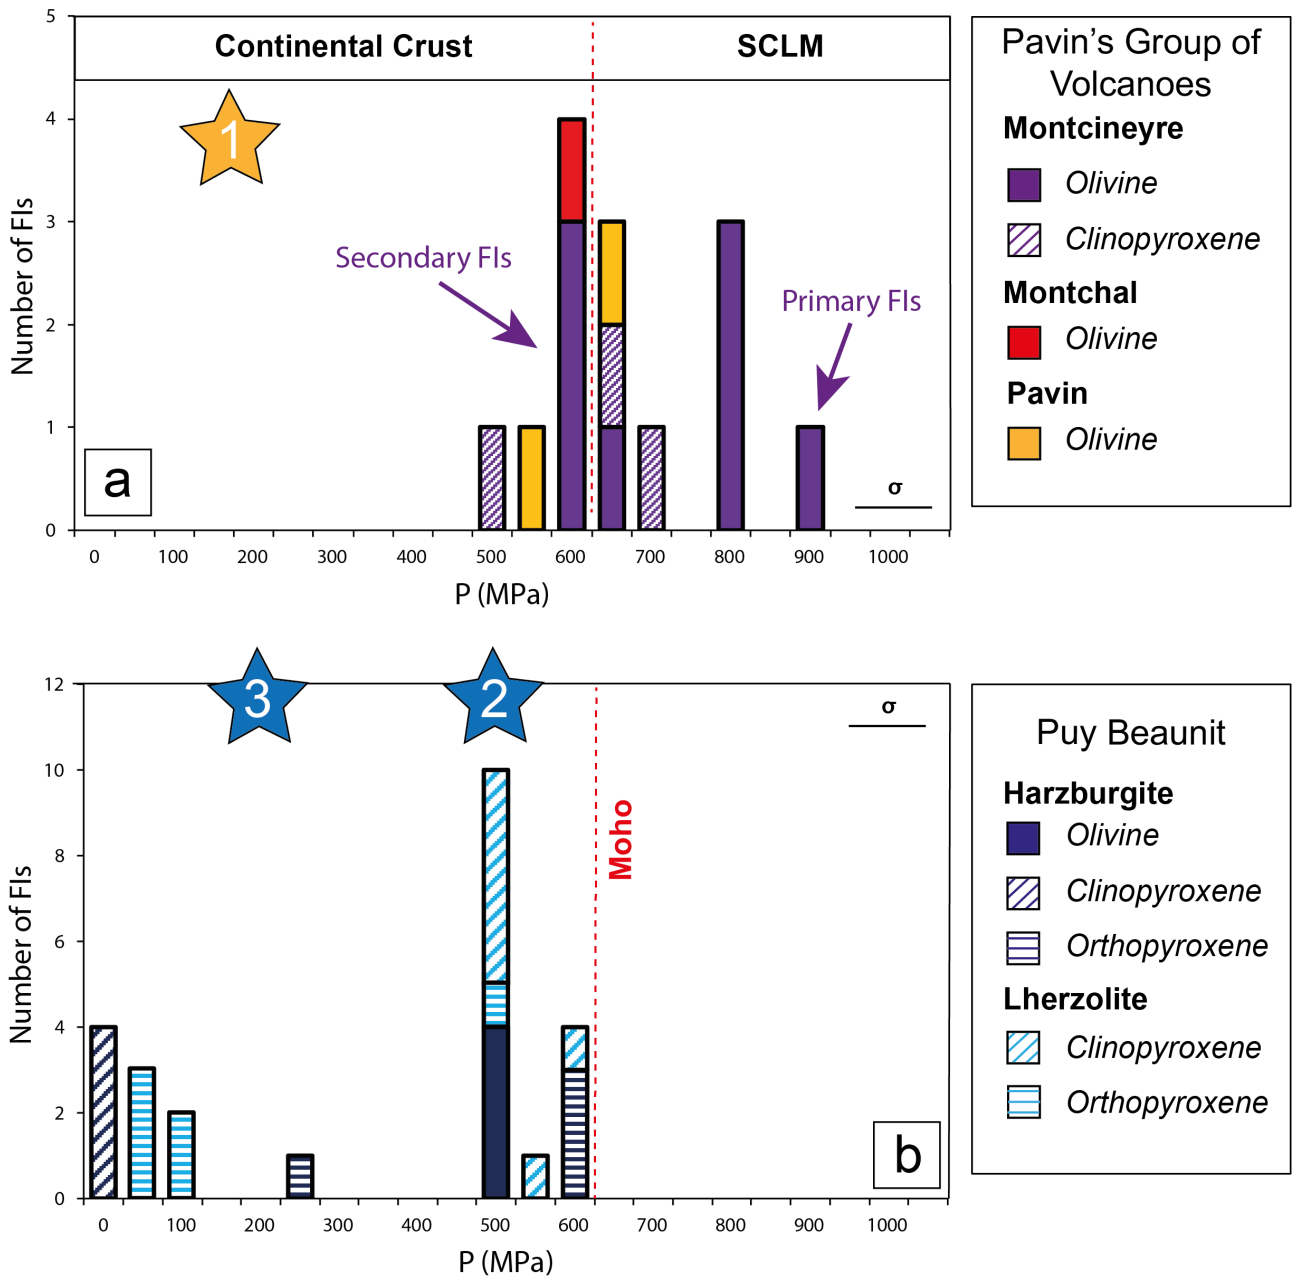 5
Continental Crust
SCLM
4
3
2
1
0
Number of FIs
1
Secondary FIs
Primary FIs
a
σ
0 100 200 300 400 500 600 700 800 900 1000
P (MPa)
Pavin’s Group of
Volcanoes
Montcineyre
Olivine
Clinopyroxene
Montchal
Olivine
Pavin
Olivine
12
10
8
6
4
2
0
Number of FIs
3
2
σ
Moho
b
0 100 200 300 400 500 600 700 800 900 1000
P (MPa)
Puy Beaunit
Harzburgite
Olivine
Clinopyroxene
Orthopyroxene
Lherzolite
Clinopyroxene
Orthopyroxene